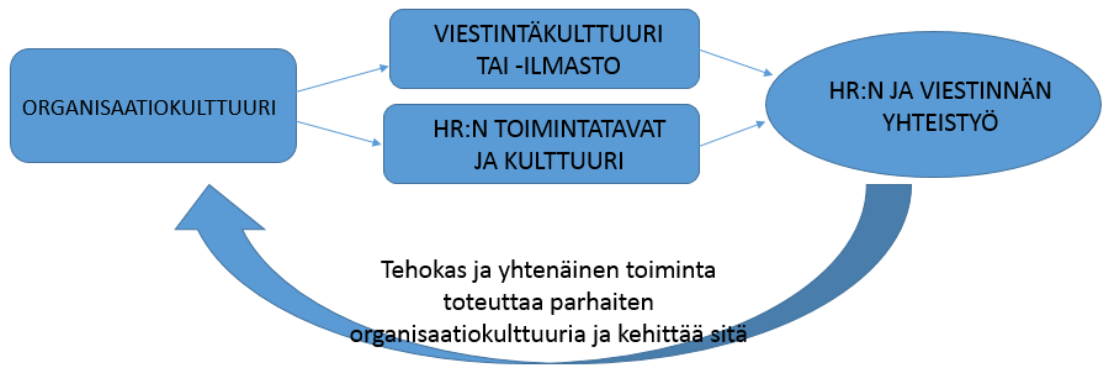 ORGANISAATIOKULTTUURI
VIESTINTÄKULTTUURI
TAI -ILMASTO
HR:N TOIMINTATAVAT
JA KULTTUURI
HR:N JA VIESTINNÄN
YHTEISTYÖ
Tehokas ja yhtenäinen toiminta
toteuttaa parhaiten
organisaatiokulttuuria ja kehittää sitä